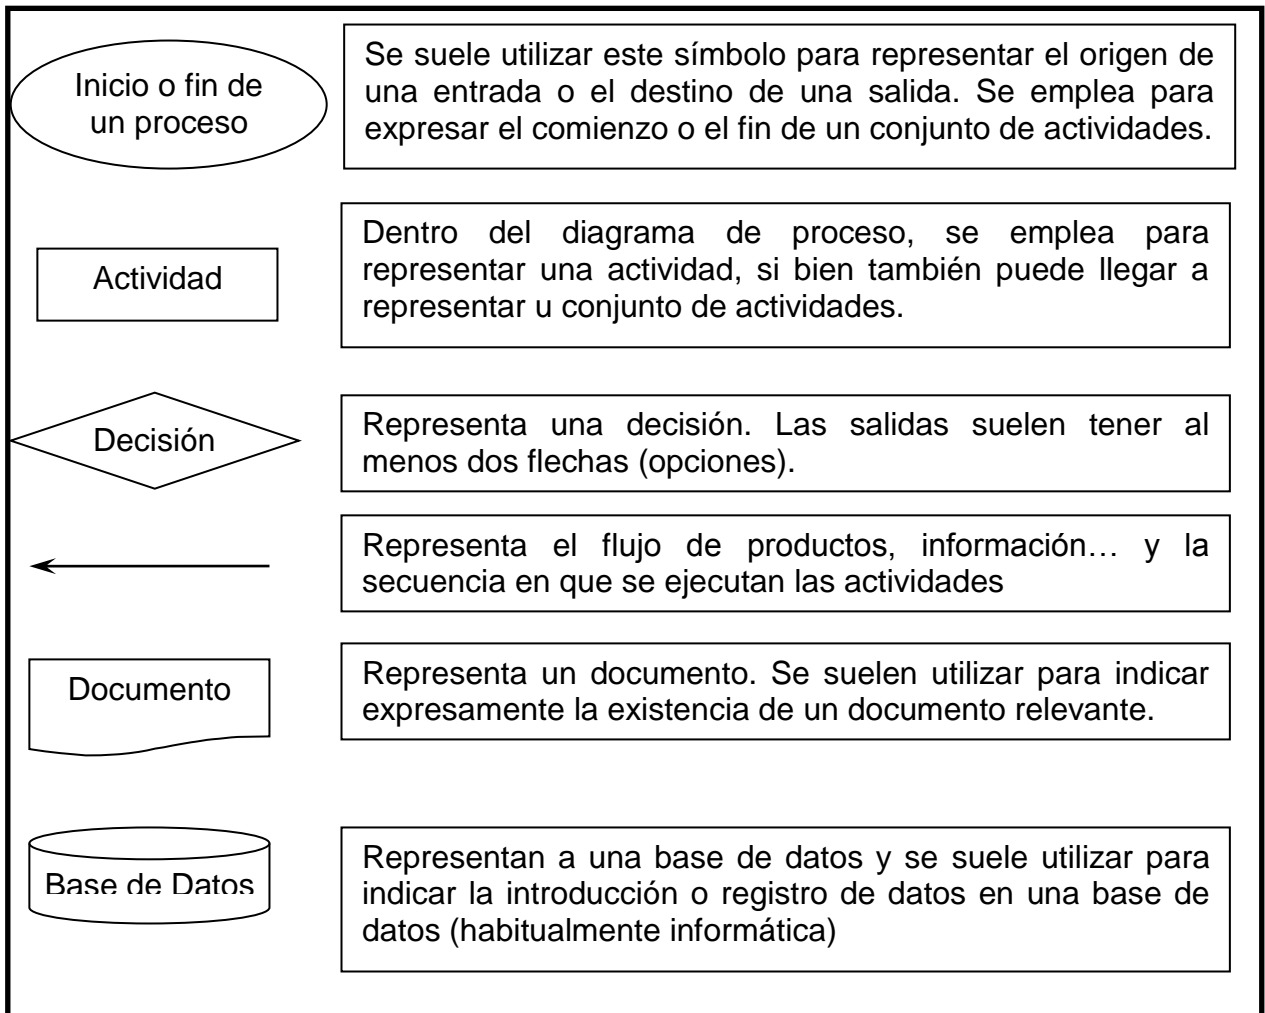 Inicio o fin de
un proceso
Se suele utilizar este símbolo para representar el origen de
una entrada o el destino de una salida. Se emplea para
expresar el comienzo o el fin de un conjunto de actividades.
Actividad
Dentro del diagrama de proceso, se emplea para
representar una actividad, si bien también puede llegar a
representar u conjunto de actividades.
Decisión
Representa una decisión. Las salidas suelen tener al
menos dos flechas (opciones).
Representa el flujo de productos, información… y la
secuencia en que se ejecutan las actividades
Documento
Representa un documento. Se suelen utilizar para indicar
expresamente la existencia de un documento relevante.
Base de Datos
Representan a una base de datos y se suele utilizar para
indicar la introducción o registro de datos en una base de
datos (habitualmente informática)